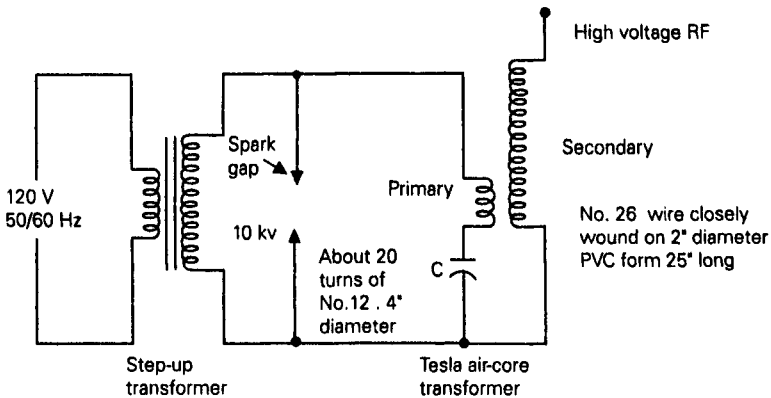 High voltage RF
Spark
gap
Secondary
Primary
120 V
50/60 Hz
10 kv
No. 26 wire closely
wound on 2" diameter
PVC form 25" long
About 20
turns of
No.12 . 4"
diameter
C
Step-up
transformer
Tesla air-core
transformer